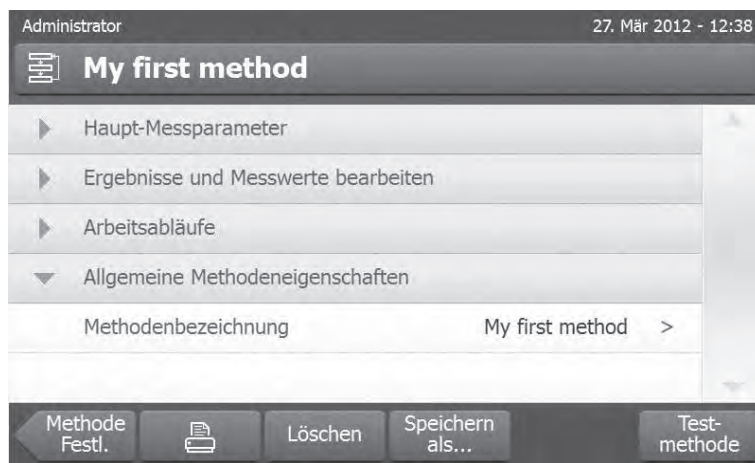 Administrator 27. Mär 2012 - 12:38
My first method
Haupt-Messparameter
Ergebnisse und Messwerte bearbeiten
Arbeitsabläufe
Allgemeine Methodeneigenschaften
Methodenbezeichnung My first method >
Methode
Festl.
Löschen
Speichern
als...
Test-
methode